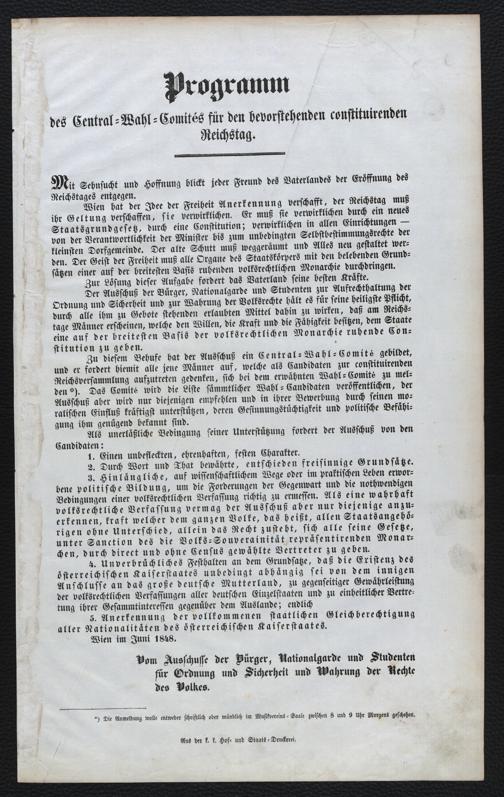 Programm
des Central-Wahl-Comités für den bevorstehenden constituirenden
Reichstag.
Mit Sehnsucht und Hoffnung blickt jeder Freund des Vaterlandes der Eröffnung des
Reichstages entgegen.
Wien hat der Idee der Freiheit Anerkennung verschafft, der Reichstag muß
ihr Geltung verschaffen, sie verwirklichen. Er muß sie verwirklichen durch ein neues
Staatsgrundgesetz, durch eine Constitution; verwirklichen in allen Einrichtungen —
von der Verantwortlichkeit der Minister bis zum unbedingten Selbstbestimmungsrechte der
kleinsten Dorfgemeinde. Der alte Schutt muß weggeräumt und Alles neu gestaltet wer-
den. Der Geist der Freiheit muß alle Organe des Staatskörpers mit den belebenden Grund-
sätzen einer auf der breitesten Basis ruhenden volksrechtlichen Monarchie durchdringen.
Zur Lösung dieser Aufgabe fordert das Vaterland seine besten Kräfte.
Der Ausschuß der Bürger, Nationalgarde und Studenten zur Aufrechthaltung der
Ordnung und Sicherheit und zur Wahrung der Volksrechte hält es für seine heiligste Pflicht,
durch alle ihm zu Gebote stehenden erlaubten Mittel dahin zu wirken, daß am Reichs-
tage Männer erscheinen, welche den Willen, die Kraft und die Fähigkeit besitzen, dem Staate
eine auf der breitesten Basis der volksrechtlichen Monarchie ruhende Con-
stitution zu geben.
Zu diesem Behufe hat der Ausschuß ein Central-Wahl-Comité gebildet,
und er fordert hiemit alle jene Männer auf, welche als Candidaten zur constituirenden
Reichsversammlung aufzutreten gedenken, sich bei dem erwähnten Wahl-Comité zu mel-
den*). Das Comité wird die Liste sämmtlicher Wahl-Candidaten veröffentlichen, der
Ausschuß aber wird nur diejenigen empfehlen und in ihrer Bewerbung durch seinen mo-
ralischen Einfluß kräftigst unterstützen, deren Gesinnungstüchtigkeit und politische Befähi-
gung ihm genügend bekannt sind.
Als unerläßliche Bedingung seiner Unterstützung fordert der Ausschuß von den
Candidaten:
1. Einen unbefleckten, ehrenhaften, festen Charakter.
2. Durch Wort und That bewährte, entschieden freisinnige Grundsätze.
3. Hinlängliche, auf wissenschaftlichem Wege oder im praktischen Leben erwor-
bene politische Bildung, um die Forderungen der Gegenwart und die nothwendigen
Bedingungen einer volksrechtlichen Verfassung richtig zu ermessen. Als eine wahrhaft
volksrechtliche Verfassung vermag der Ausschuß aber nur diejenige anzu-
erkennen, kraft welcher dem ganzen Volke, das heißt, allen Staatsangehö-
rigen ohne Unterschied, allein das Recht zusteht, sich alle seine Gesetze,
unter Sanction des die Volks-Souverainität repräsentirenden Monar-
chen, durch direct und ohne Census gewählte Vertreter zu geben.
4. Unverbrüchliches Festhalten an dem Grundsatze, daß die Existenz des
österreichischen Kaiserstaates unbedingt abhängig sei von dem innigen
Anschlusse an das große deutsche Mutterland, zu gegenseitiger Gewährleistung
der volksrechtlichen Verfassungen aller deutschen Einzelstaaten und zu einheitlicher Vertre-
tung ihrer Gesammtinteressen gegenüber dem Auslande; endlich
5. Anerkennung der vollkommenen staatlichen Gleichberechtigung
aller Nationalitäten des österreichischen Kaiserstaates.
Wien im Juni 1848.
Vom Ausschusse der Bürger, Nationalgarde und Studenten
für Ordnung und Sicherheit und Wahrung der Rechte
des Volkes.
*) Die Anmeldung wolle entweder schriftlich oder mündlich im Musikvereins-Saale zwischen 8 und 9 Uhr Morgens geschehen.
Aus der k. k. Hof- und Staats-Druckerei.